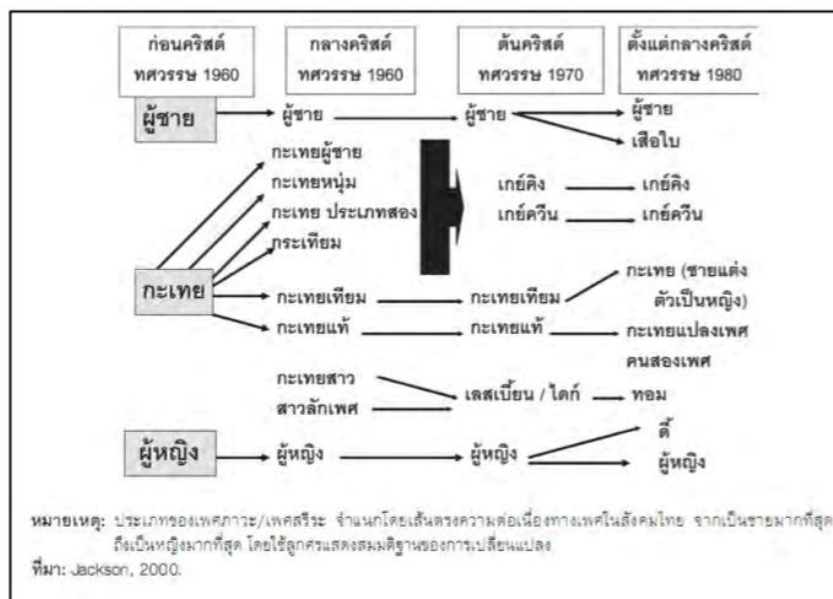 ก่อนคริสต์ทศวรรษ 1960
กลางคริสต์ทศวรรษ 1960
ต้นคริสต์ทศวรรษ 1970
ตั้งแต่กลางคริสต์ทศวรรษ 1980
ผู้ชาย
ผู้ชาย
ผู้ชาย
ผู้ชาย
เสือใบ
กะเทยผู้ชาย
กะเทยหนุ่ม
เกย์คิง
เกย์คิง
กะเทย ประเภทสอง
เกย์ควีน
เกย์ควีน
กระเทียม
กะเทย
กะเทยเทียม
กะเทยเทียม
กะเทย (ชายแต่ง
ตัวเป็นหญิง)
กะเทยแท้
กะเทยแท้
กะเทยแปลงเพศ
คนสองเพศ
กะเทยสาว
สาวลักเพศ
เลสเบี้ยน / ไดก์
ทอม
ดี้
ผู้หญิง
ผู้หญิง
ผู้หญิง
ผู้หญิง
หมายเหตุ: ประเภทของเพศภาวะ/เพศสรีระ จำแนกโดยเส้นตรงความต่อเนื่องทางเพศในสังคมไทย จากเป็นชายมากที่สุด
ถึงเป็นหญิงมากที่สุด โดยใช้ลูกศรแสดงสมมติฐานของการเปลี่ยนแปลง
ที่มา: Jackson, 2000.